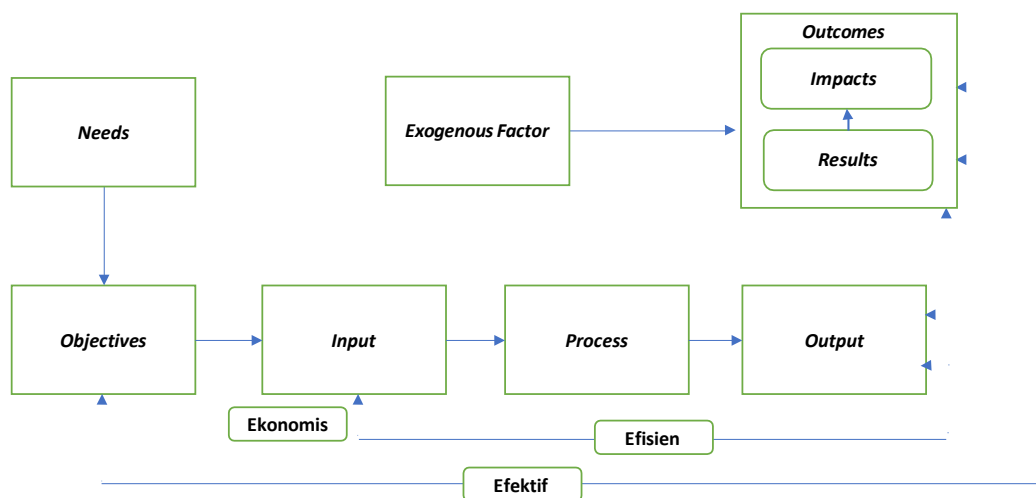 Outcomes
Impacts
Needs
Exogenous Factor
Results
Objectives
Input
Process
Output
Ekonomis
Efisien
Efektif